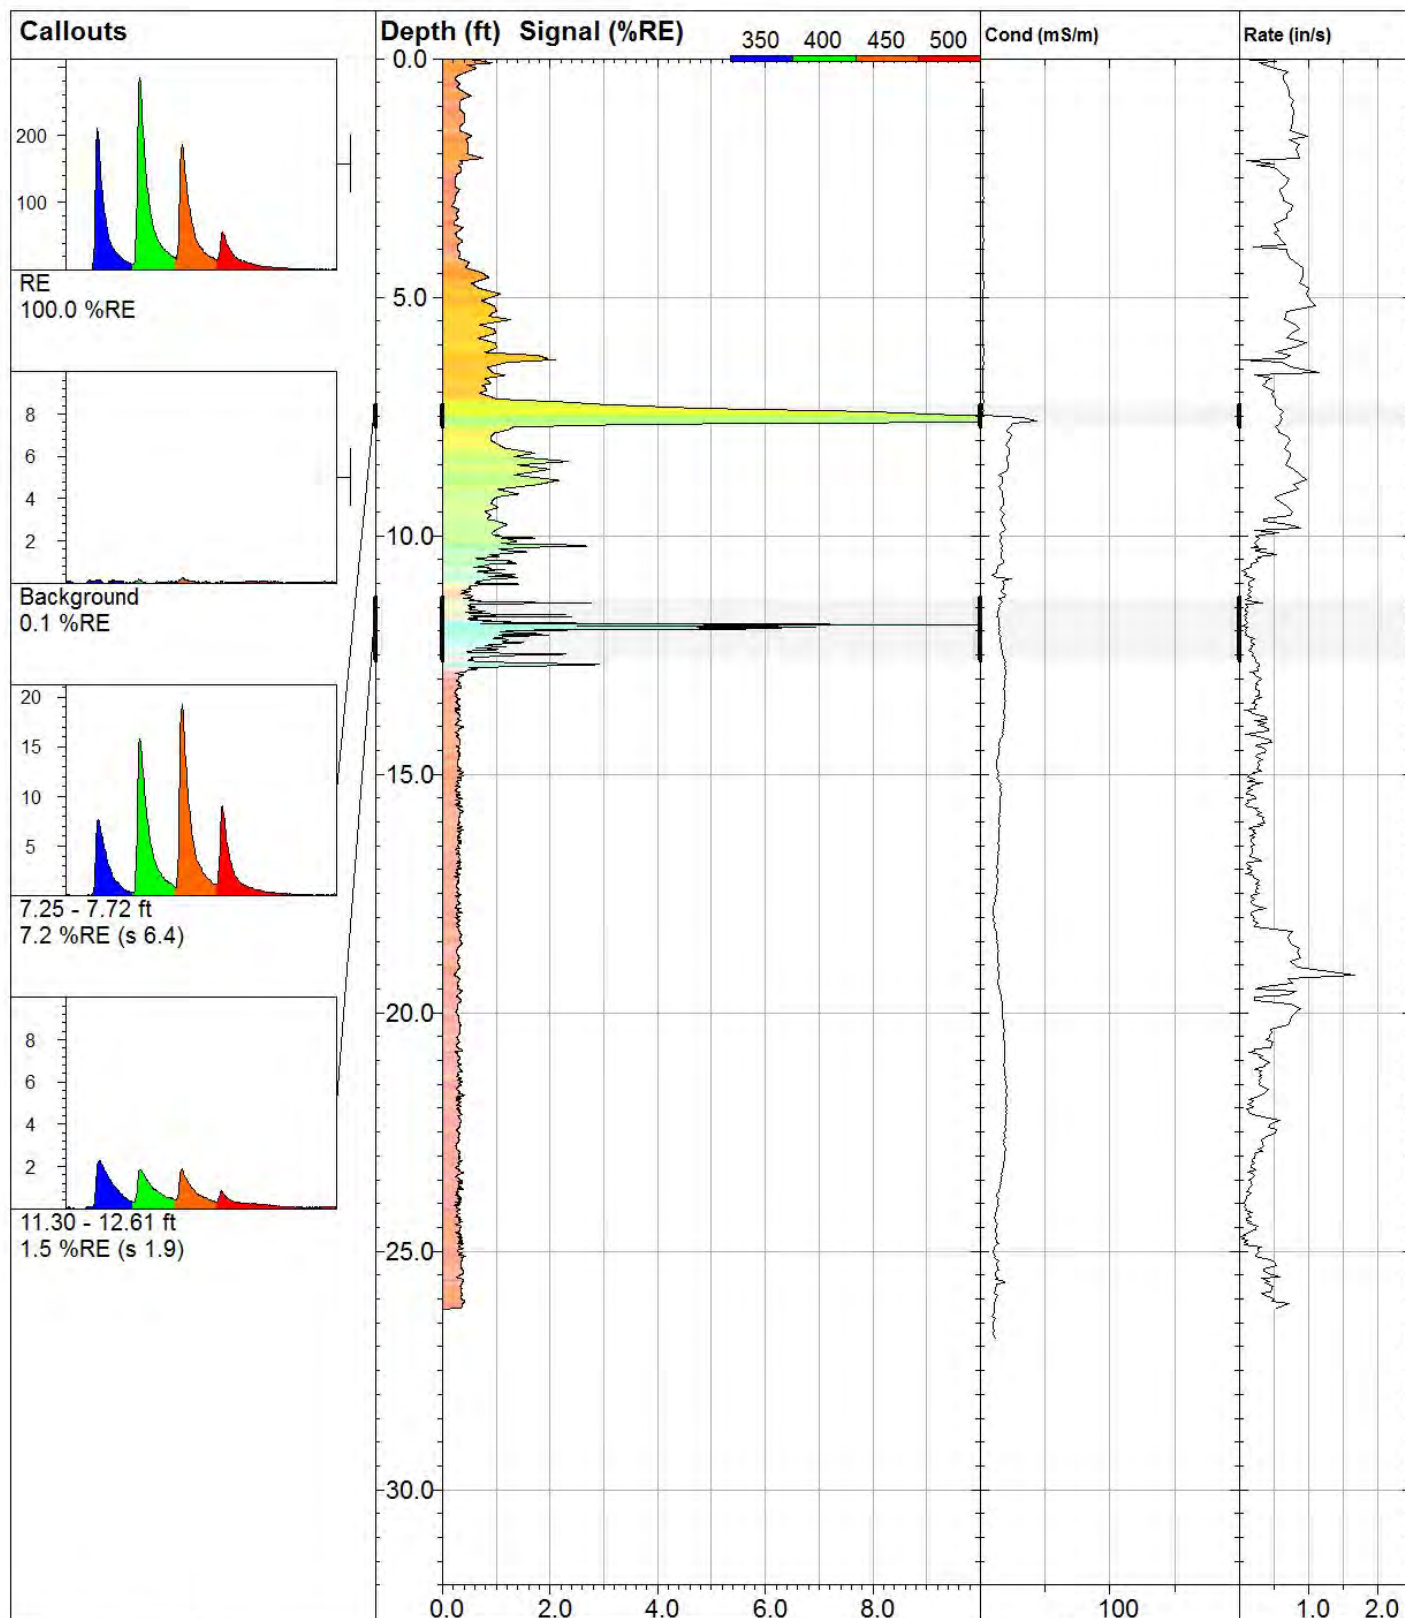 Callouts
Depth (ft) Signal (%RE)
350 400 450 500
Cond (mS/m)
Rate (in/s)
200
100
RE
100.0 %RE
8
6
4
2
Background
0.1 %RE
20
15
10
5
7.25 - 7.72 ft
7.2 %RE (s 6.4)
8
6
4
2
11.30 - 12.61 ft
1.5 %RE (s 1.9)
0.0
5.0
10.0
15.0
20.0
25.0
30.0
0.0 2.0 4.0 6.0 8.0
100
1.0 2.0